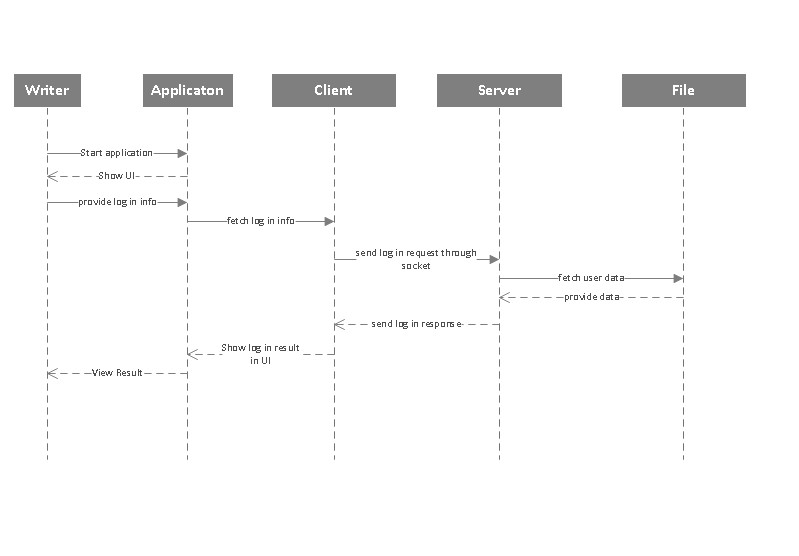 Writer
Applicaton
Client
Server
File
Start application
Show UI
provide log in info
fetch log in info
send log in request through
socket
fetch user data
provide data
send log in response
Show log in result
in UI
View Result